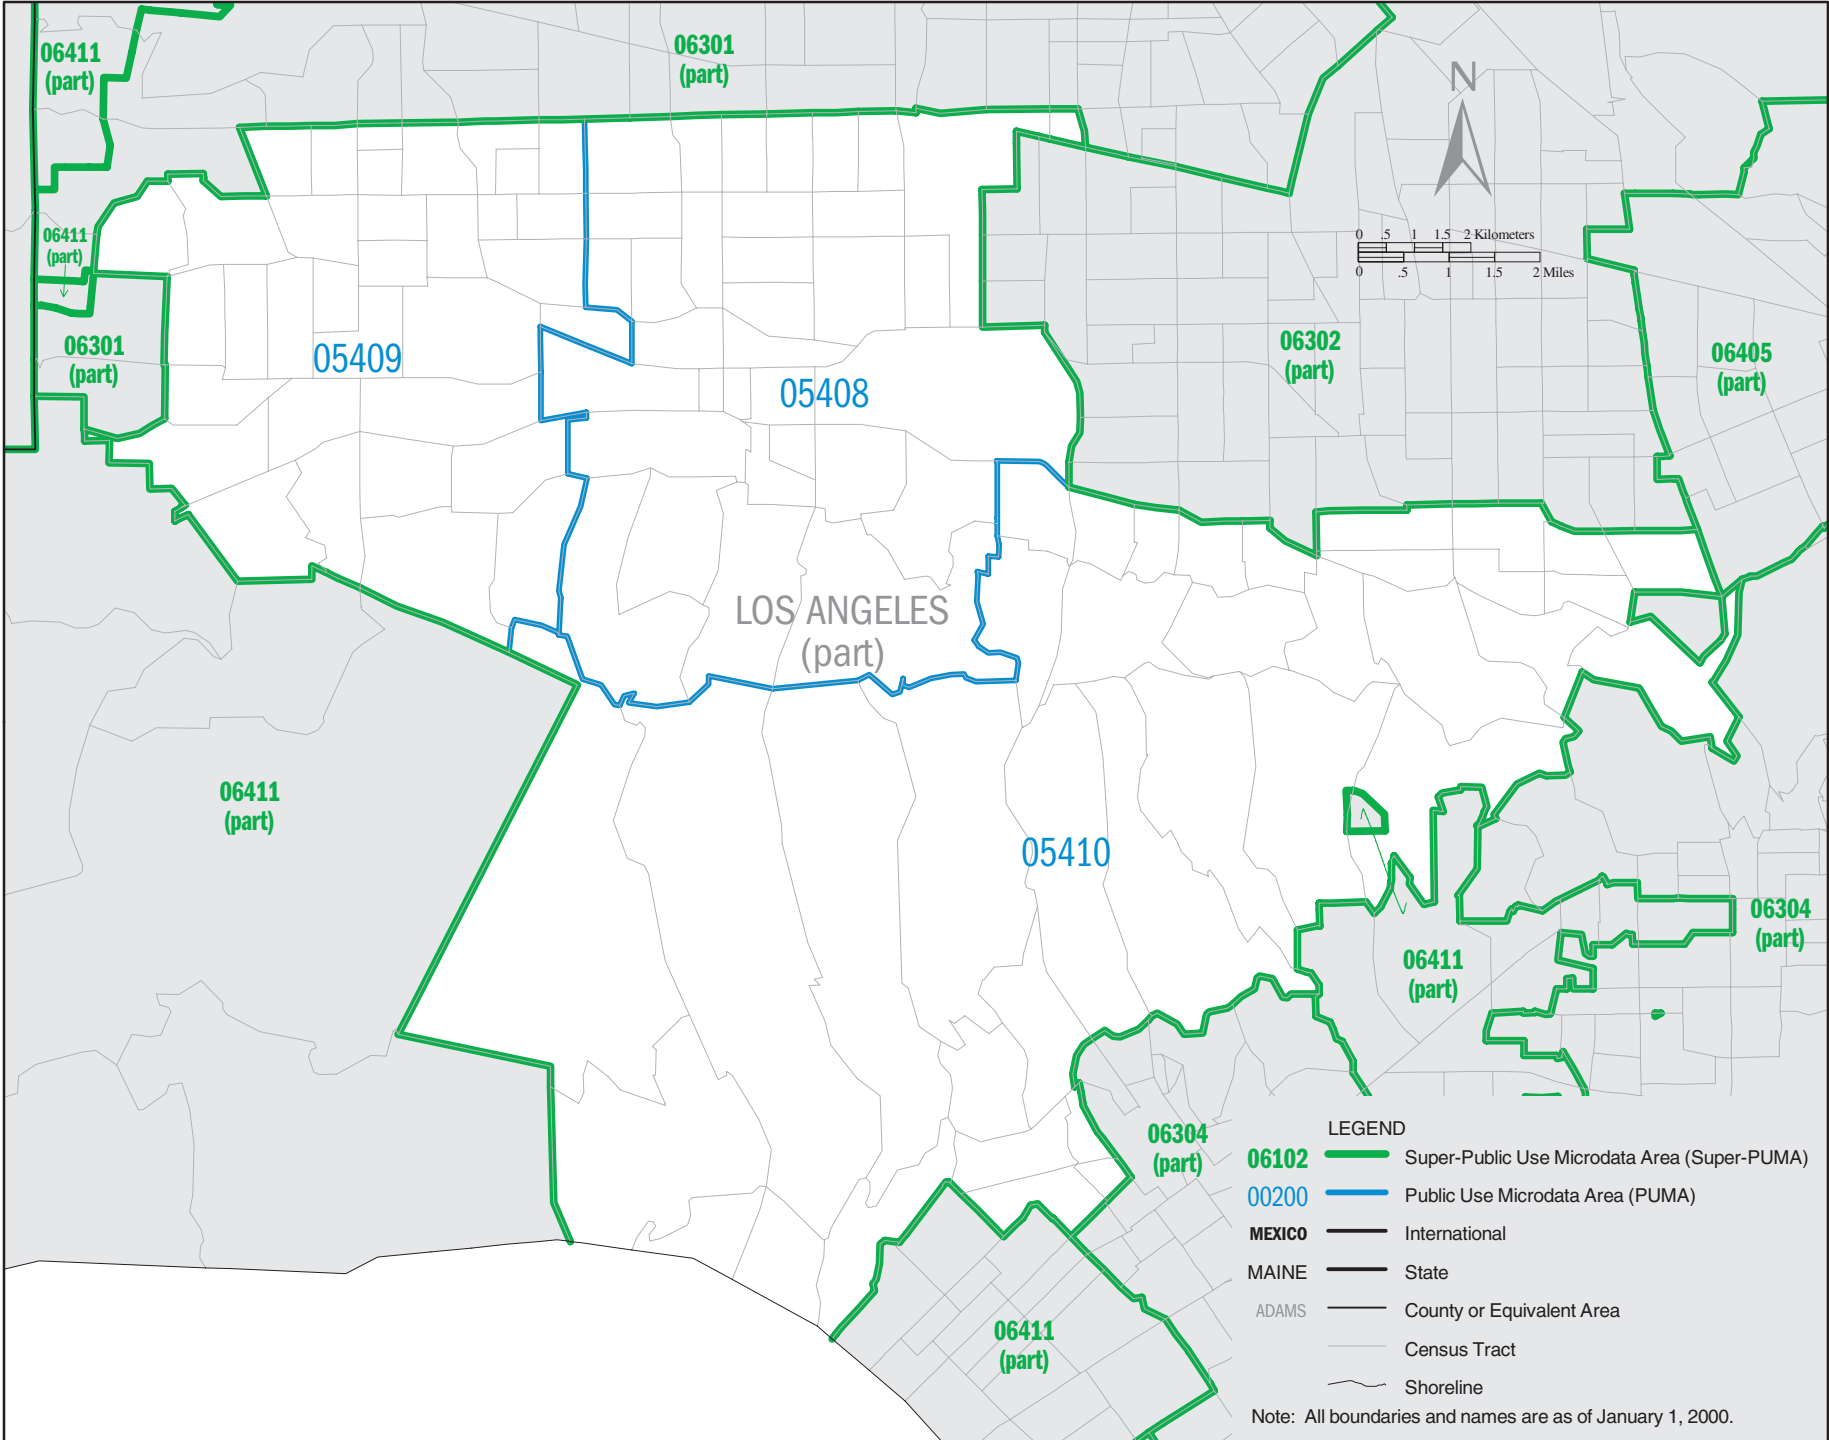 06411
(part)
06301
(part)
N
06411
(part)
0 .5 1 1.5 2 Kilometers
0 .5 1 1.5 2 Miles
06301
(part)
05409
05408
06302
(part)
06405
(part)
LOS ANGELES
(part)
06411
(part)
05410
06304
(part)
06411
(part)
06304
(part)
06411
(part)
LEGEND
06102 Super-Public Use Microdata Area (Super-PUMA)
00200 Public Use Microdata Area (PUMA)
MEXICO International
MAINE State
ADAMS County or Equivalent Area
Census Tract
Shoreline
Note: All boundaries and names are as of January 1, 2000.